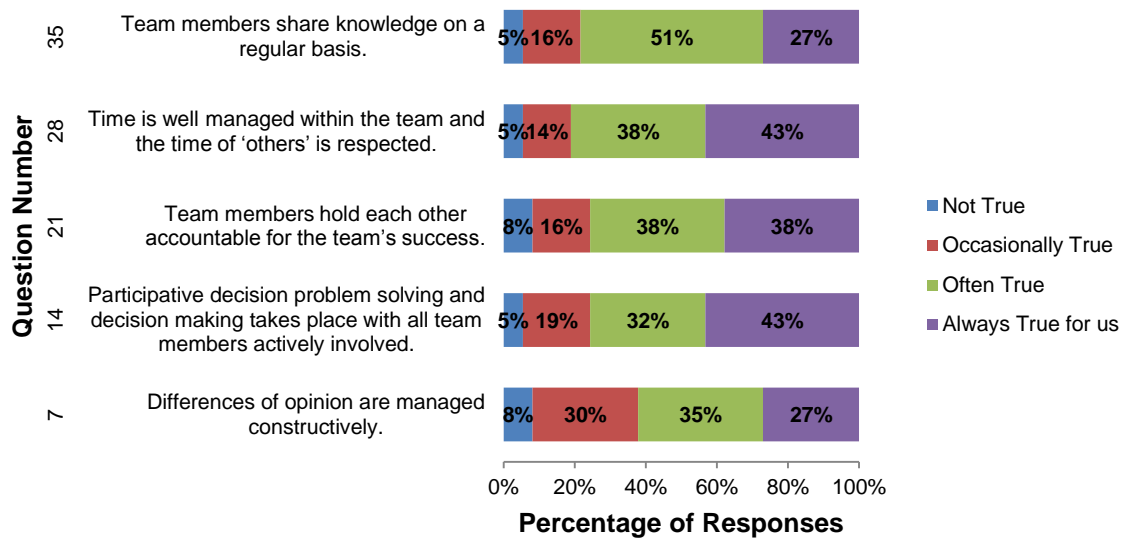 Question Number
35
Team members share knowledge on a
regular basis.
5% 16% 51% 27%
28
Time is well managed within the team and
the time of ‘others’ is respected.
5% 14% 38% 43%
21
Team members hold each other
accountable for the team’s success.
8% 16% 38% 38%
14
Participative decision problem solving and
decision making takes place with all team
members actively involved.
5% 19% 32% 43%
7
Differences of opinion are managed
constructively.
8% 30% 35% 27%
0% 20% 40% 60% 80% 100%
Percentage of Responses
Not True
Occasionally True
Often True
Always True for us